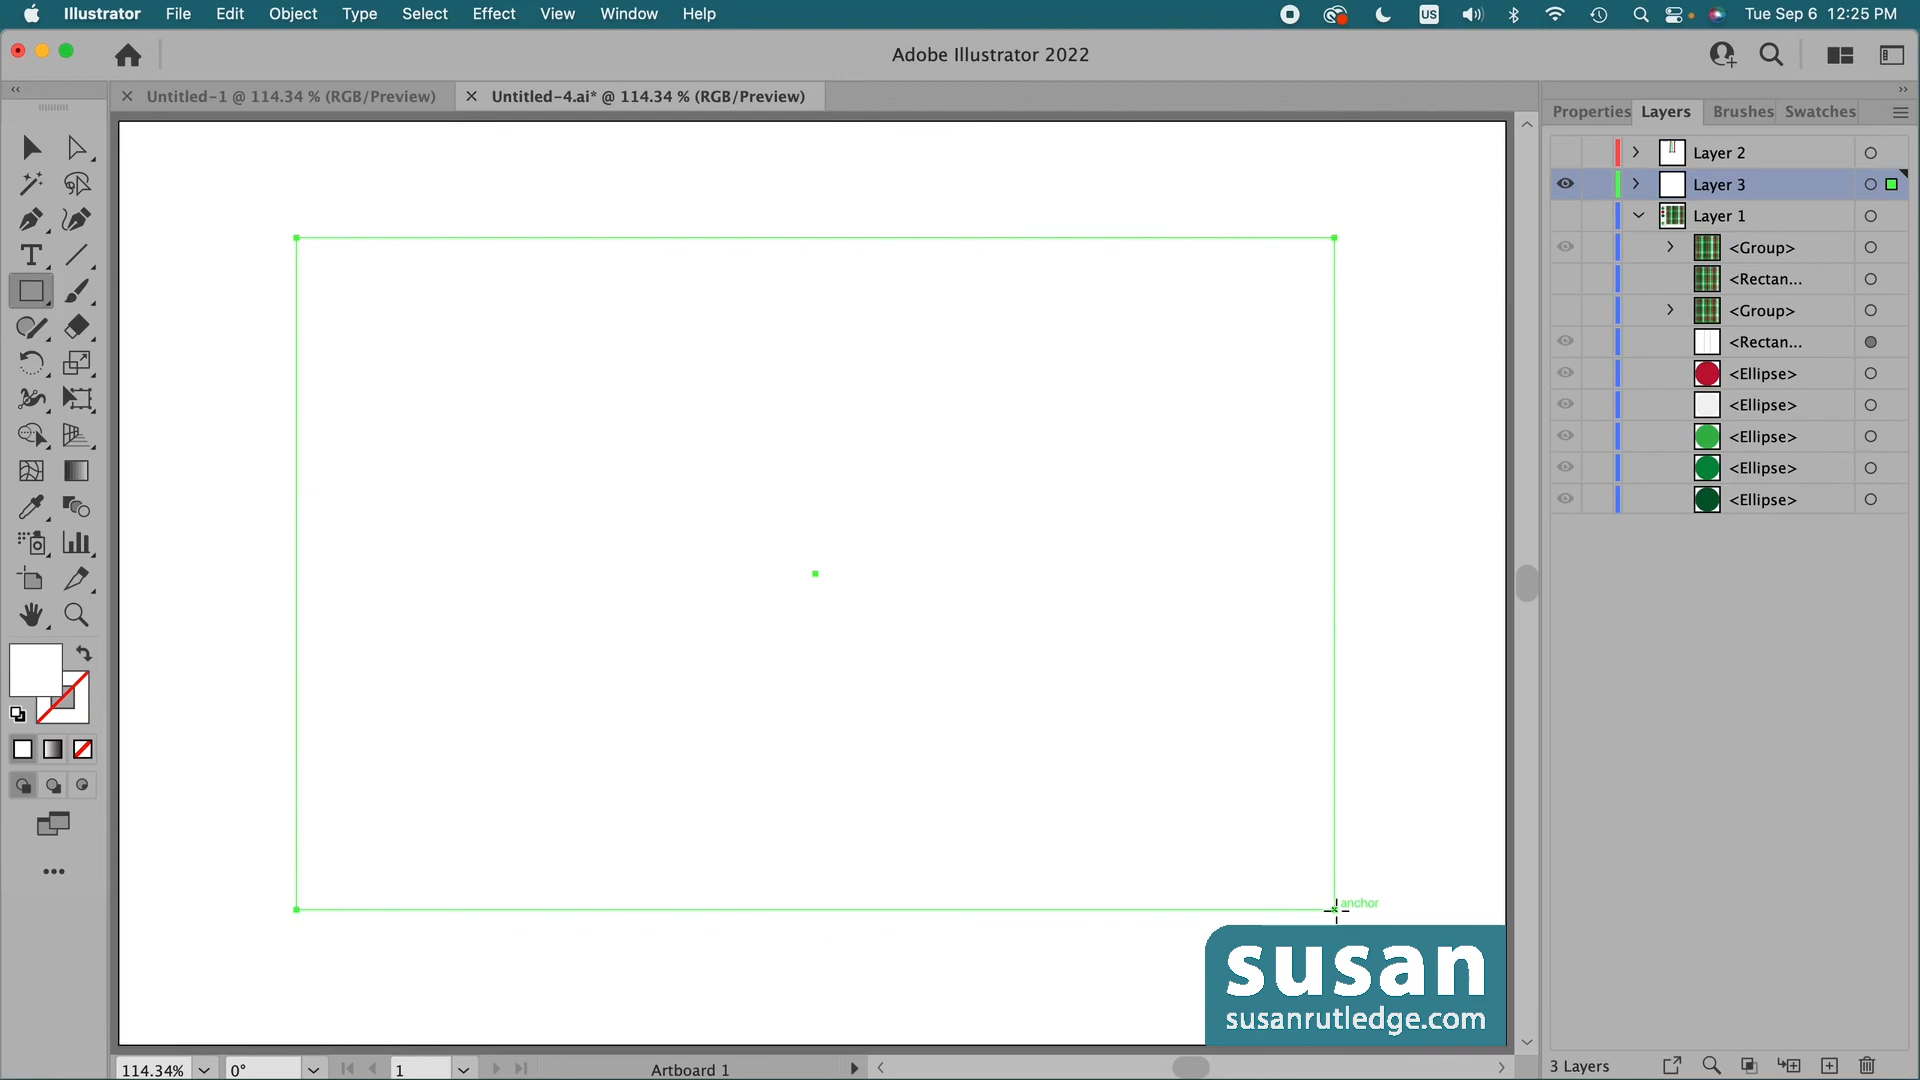 Illustrator File Edit Object Type Select Effect View Window Help US Tue Sep 6 12:25 PM
Adobe Illustrator 2022
Untitled-1 @ 114.34 % (RGB/Preview) Untitled-4.ai* @ 114.34 % (RGB/Preview)
Properties Layers Brushes Swatches
Layer 2
Layer 3
Layer 1
<Group>
<Rectan...
<Group>
<Rectan...
<Ellipse>
<Ellipse>
<Ellipse>
<Ellipse>
<Ellipse>
anchor
susan
susanrutledge.com
114.34% 0° 1 Artboard 1 3 Layers